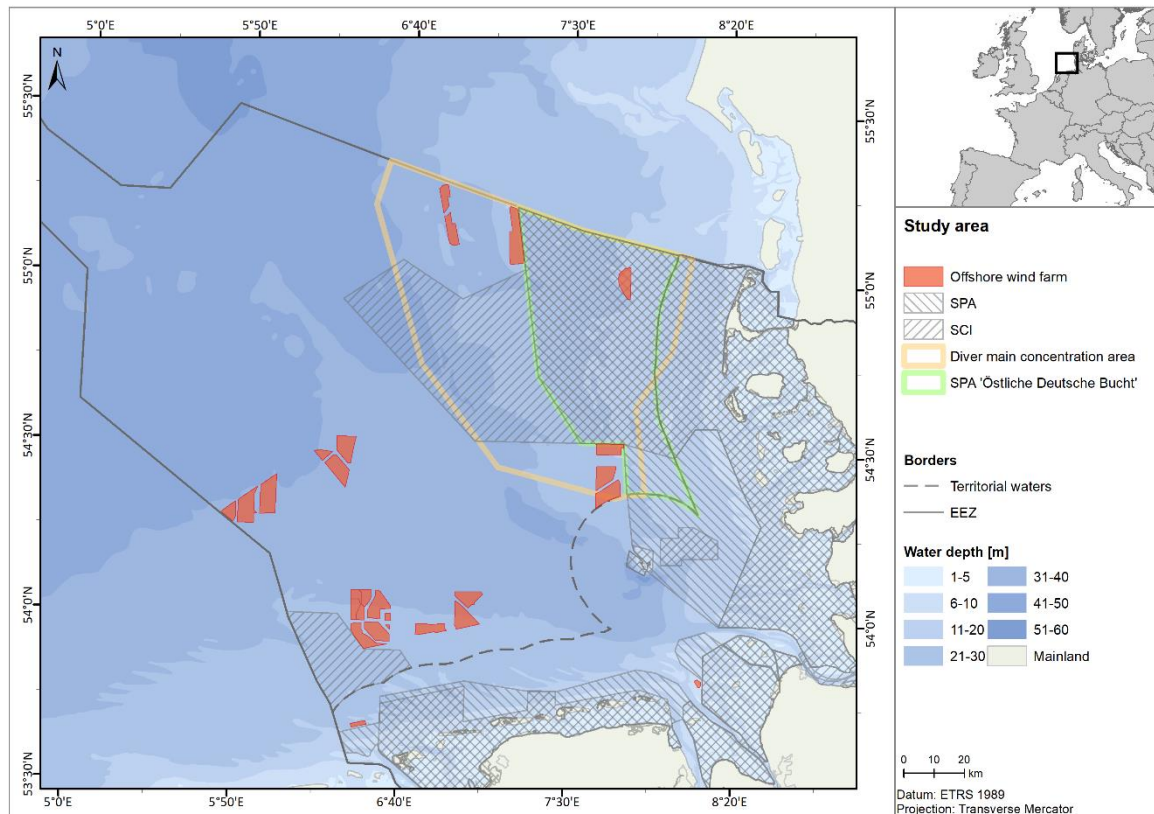 5°0'E 5°50'E 6°40'E 7°30'E 8°20'E
N
55°30'N 55°30'N
55°0'N 55°0'N
54°30'N 54°30'N
54°0'N 54°0'N
53°30'N
5°0'E 5°50'E 6°40'E 7°30'E 8°20'E
Study area
Offshore wind farm
SPA
SCI
Diver main concentration area
SPA 'Östliche Deutsche Bucht'
Borders
Territorial waters
EEZ
Water depth [m]
1-5 31-40
6-10 41-50
11-20 51-60
21-30 Mainland
0 10 20
km
Datum: ETRS 1989
Projection: Transverse Mercator